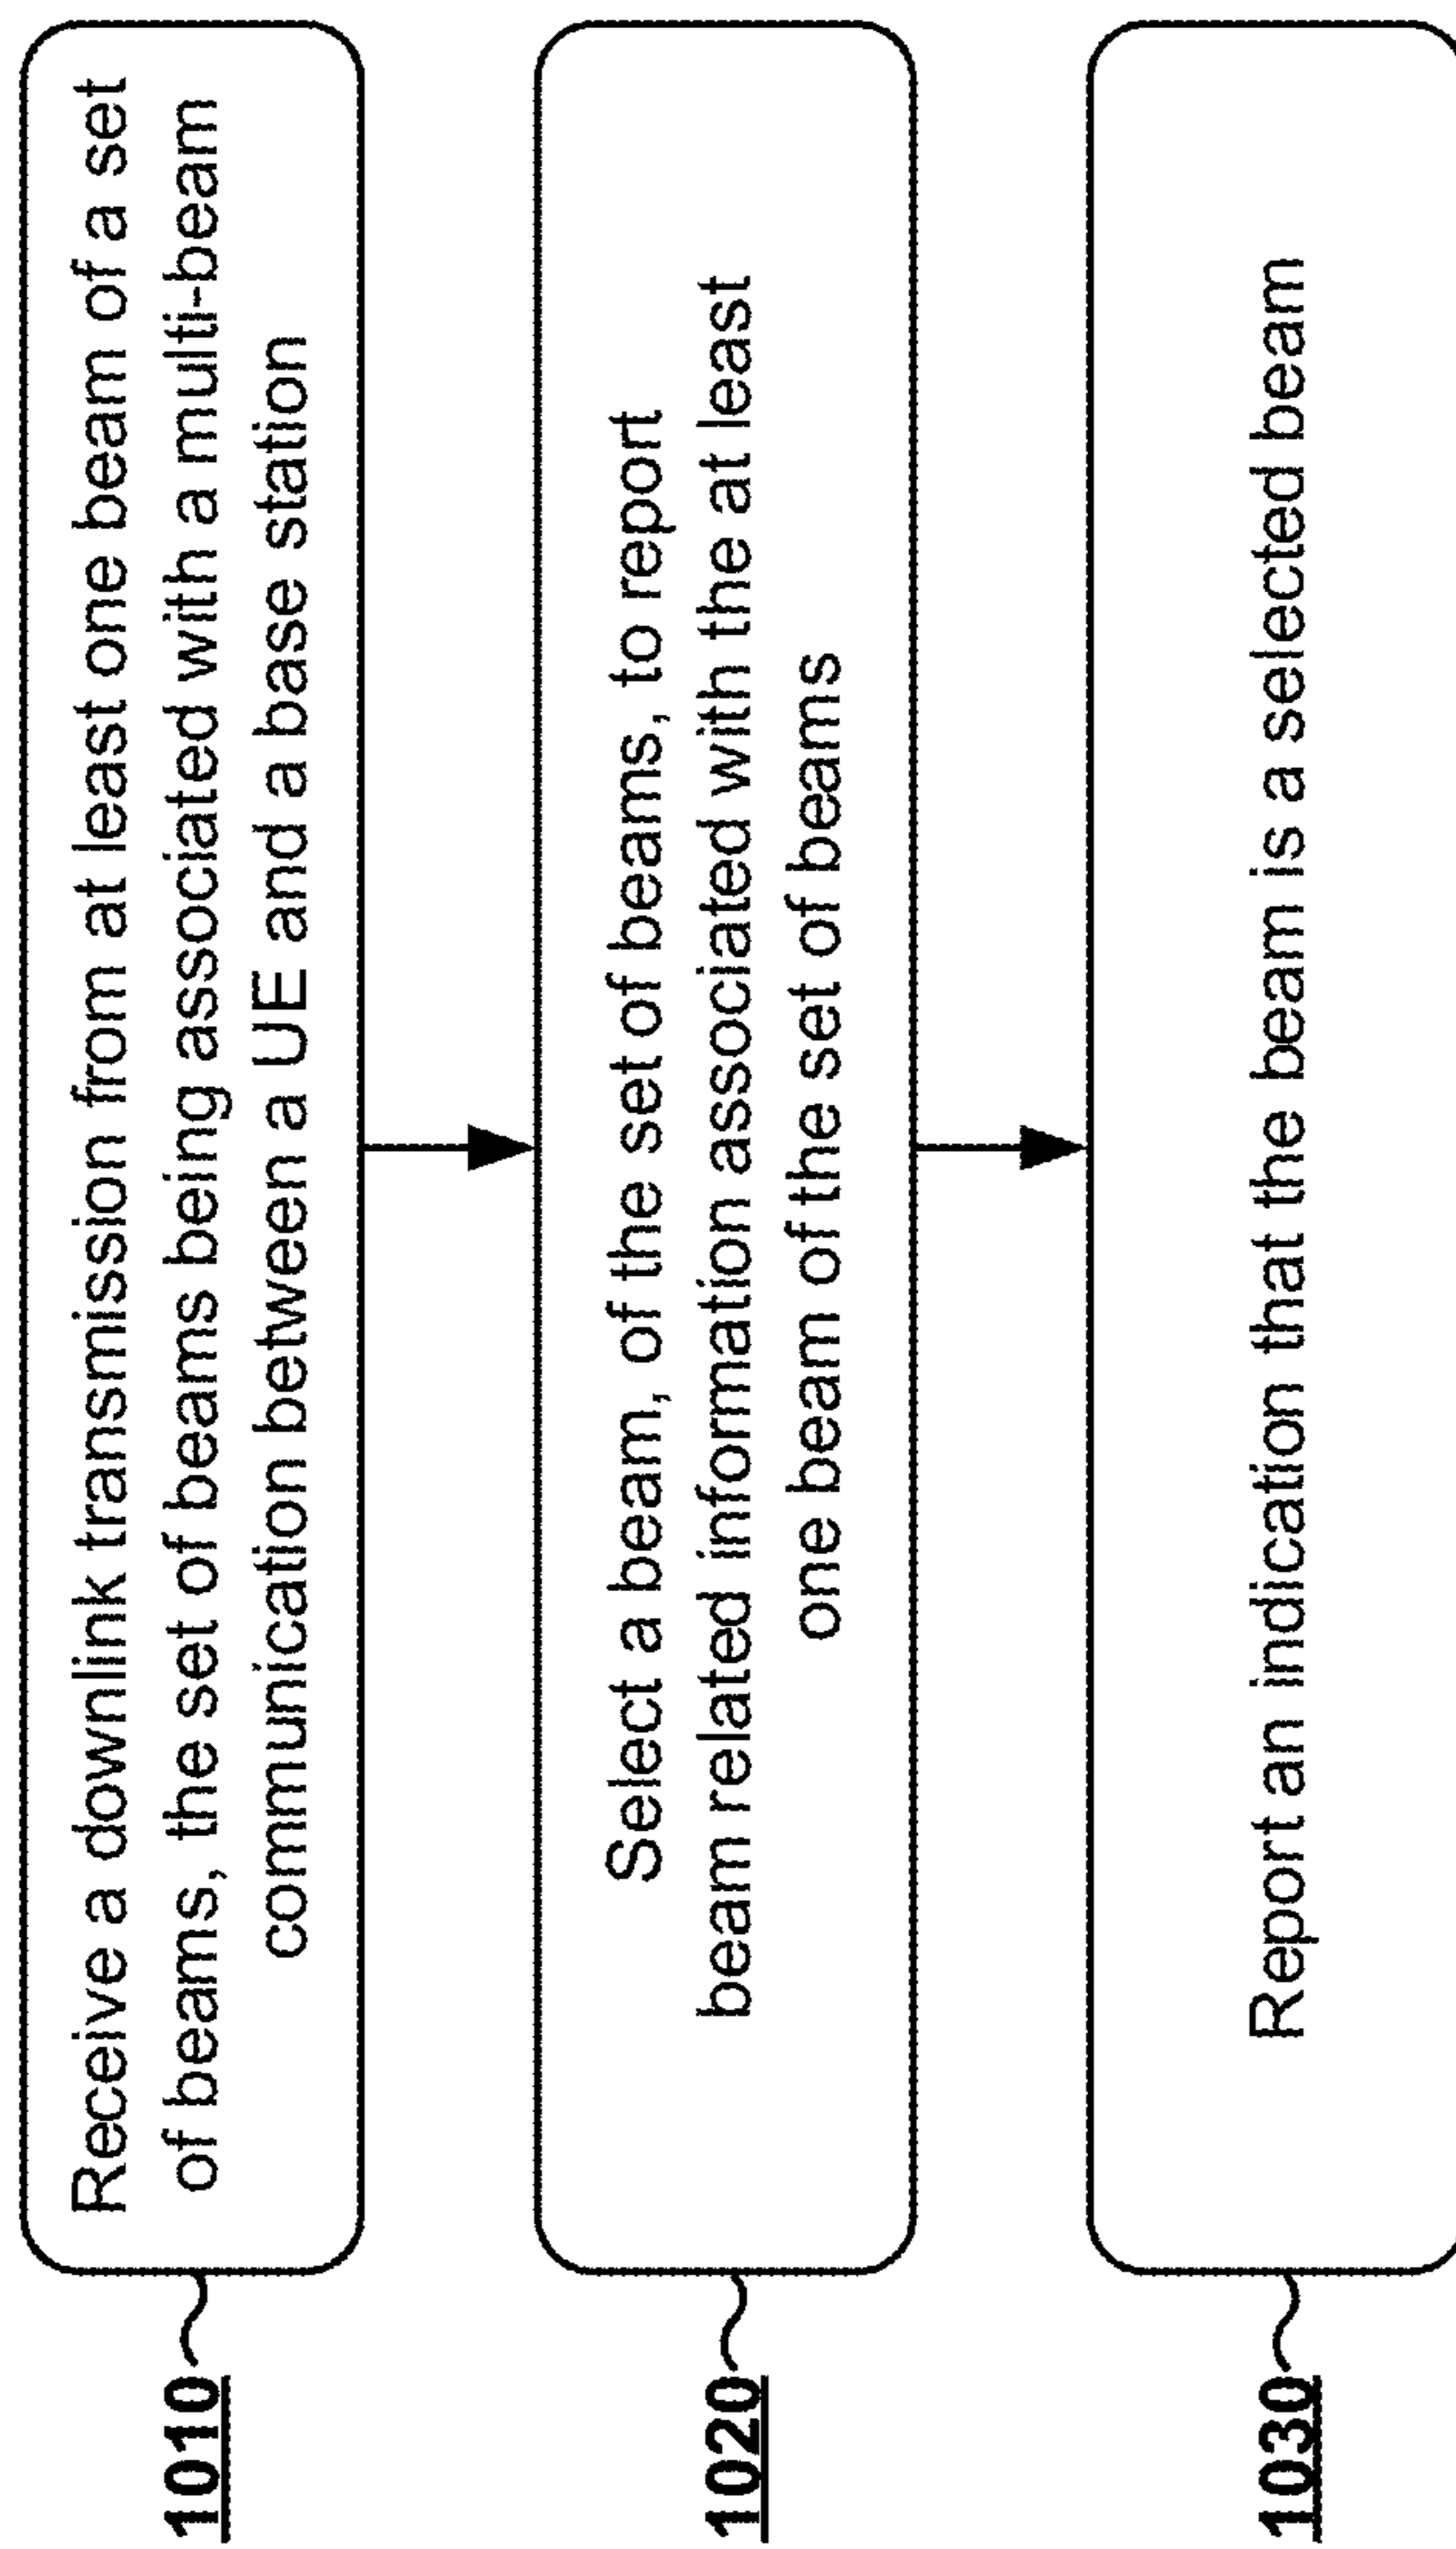 1010
Receive a downlink transmission from at least one beam of a set
of beams, the set of beams being associated with a multi-beam
communication between a UE and a base station
1020
Select a beam, of the set of beams, to report
beam related information associated with the at least
one beam of the set of beams
1030
Report an indication that the beam is a selected beam